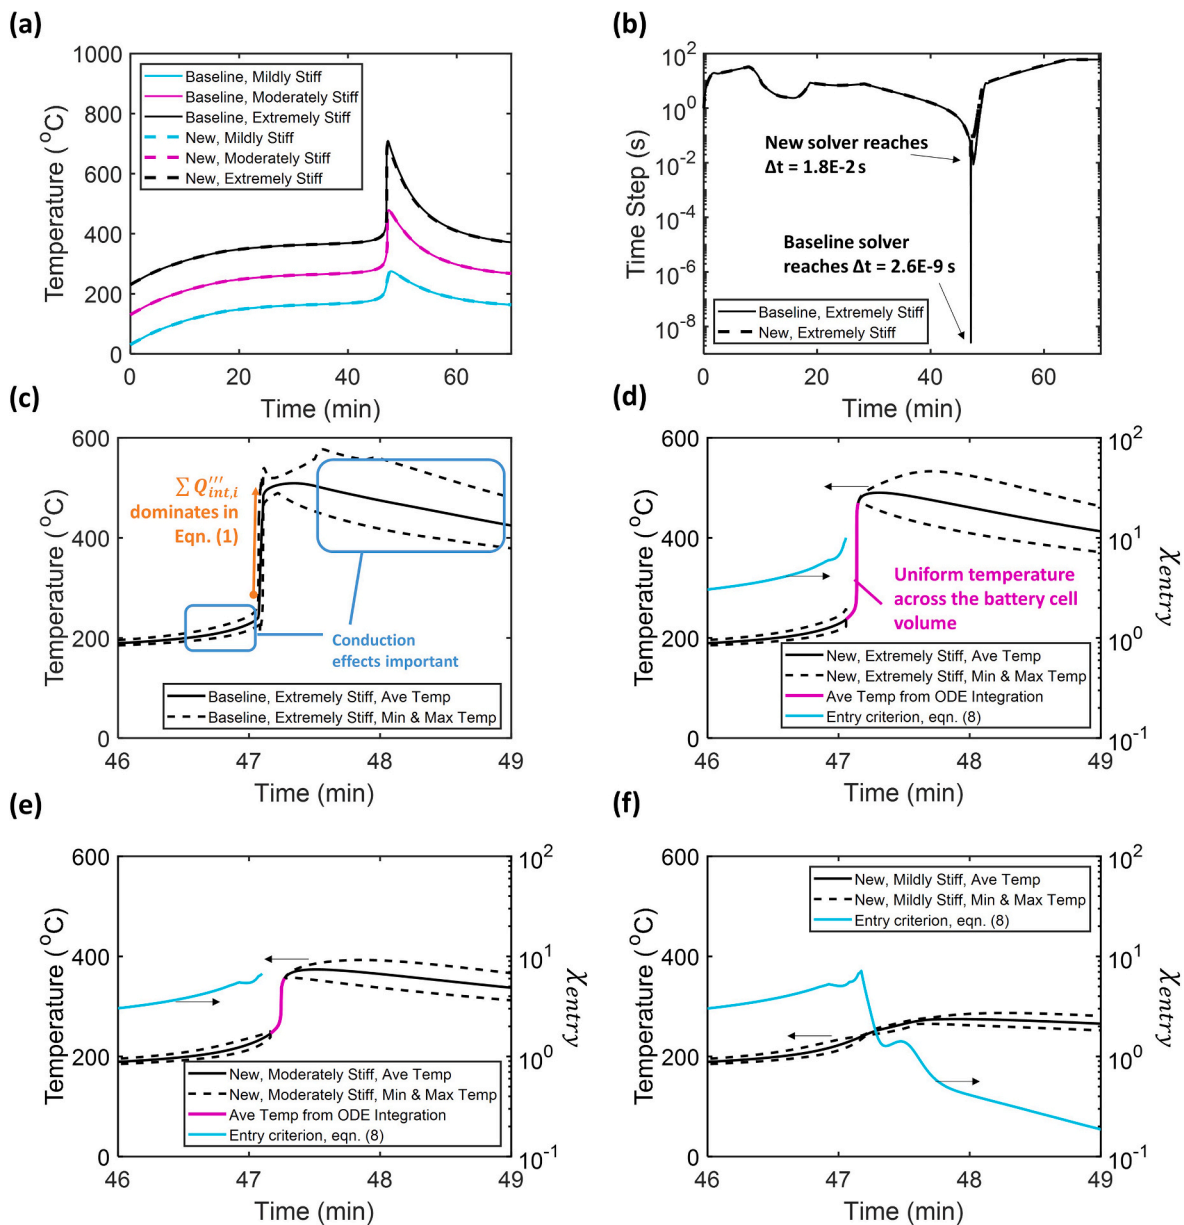 (a)
1000
800
600
400
200
0
Temperature (°C)
Baseline, Mildly Stiff
Baseline, Moderately Stiff
Baseline, Extremely Stiff
New, Mildly Stiff
New, Moderately Stiff
New, Extremely Stiff
0 20 40 60
Time (min)
(b)
10^2
10^0
10^-2
10^-4
10^-6
10^-8
Time Step (s)
New solver reaches
Δt = 1.8E-2 s
Baseline solver
reaches Δt = 2.6E-9 s
Baseline, Extremely Stiff
New, Extremely Stiff
0 20 40 60
Time (min)
(c)
600
400
200
0
Temperature (°C)
∑ Q'''int,i
dominates in
Eqn. (1)
Conduction
effects important
Baseline, Extremely Stiff, Ave Temp
Baseline, Extremely Stiff, Min & Max Temp
46 47 48 49
Time (min)
(d)
600
400
200
0
Temperature (°C)
10^2
10^1
10^0
10^-1
χentry
Uniform temperature
across the battery cell
volume
New, Extremely Stiff, Ave Temp
New, Extremely Stiff, Min & Max Temp
Ave Temp from ODE Integration
Entry criterion, eqn. (8)
46 47 48 49
Time (min)
(e)
600
400
200
0
Temperature (°C)
10^2
10^1
10^0
10^-1
χentry
New, Moderately Stiff, Ave Temp
New, Moderately Stiff, Min & Max Temp
Ave Temp from ODE Integration
Entry criterion, eqn. (8)
46 47 48 49
Time (min)
(f)
600
400
200
0
Temperature (°C)
10^2
10^1
10^0
10^-1
χentry
New, Mildly Stiff, Ave Temp
New, Mildly Stiff, Min & Max Temp
Entry criterion, eqn. (8)
46 47 48 49
Time (min)